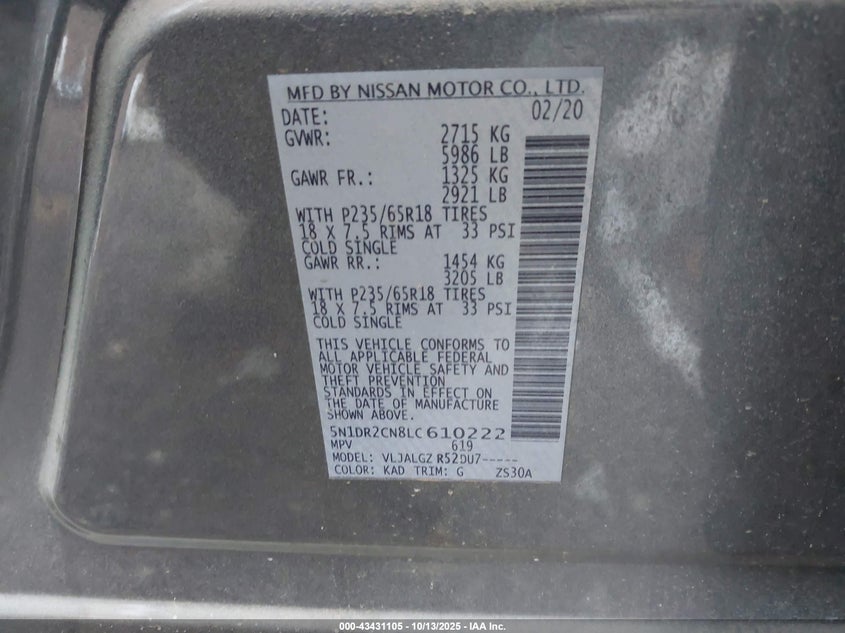 MFD BY NISSAN MOTOR CO., LTD.
DATE: 02/20
GVWR: 2715 KG
5986 LB
GAWR FR.: 1325 KG
2921 LB
WITH P235/65R18 TIRES
18 X 7.5 RIMS AT 33 PSI
COLD SINGLE
GAWR RR.: 1454 KG
3205 LB
WITH P235/65R18 TIRES
18 X 7.5 RIMS AT 33 PSI
COLD SINGLE
THIS VEHICLE CONFORMS TO
ALL APPLICABLE FEDERAL
MOTOR VEHICLE SAFETY AND
THEFT PREVENTION
STANDARDS IN EFFECT ON
THE DATE OF MANUFACTURE
SHOWN ABOVE.
5N1DR2CN8LC610222
MPV 619
MODEL: VLJALGZ R52DU7-----
COLOR: KAD TRIM: G ZS30A
000-43431105 - 10/13/2025 - IAA Inc.